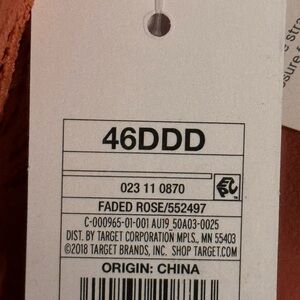 46DDD
023 11 0870
FADED ROSE/552497
C-000965-01-001 AU19_50A03-0025
DIST. BY TARGET CORPORATION MPLS., MN 55403
©2018 TARGET BRANDS, INC. SHOP TARGET.COM
ORIGIN: CHINA